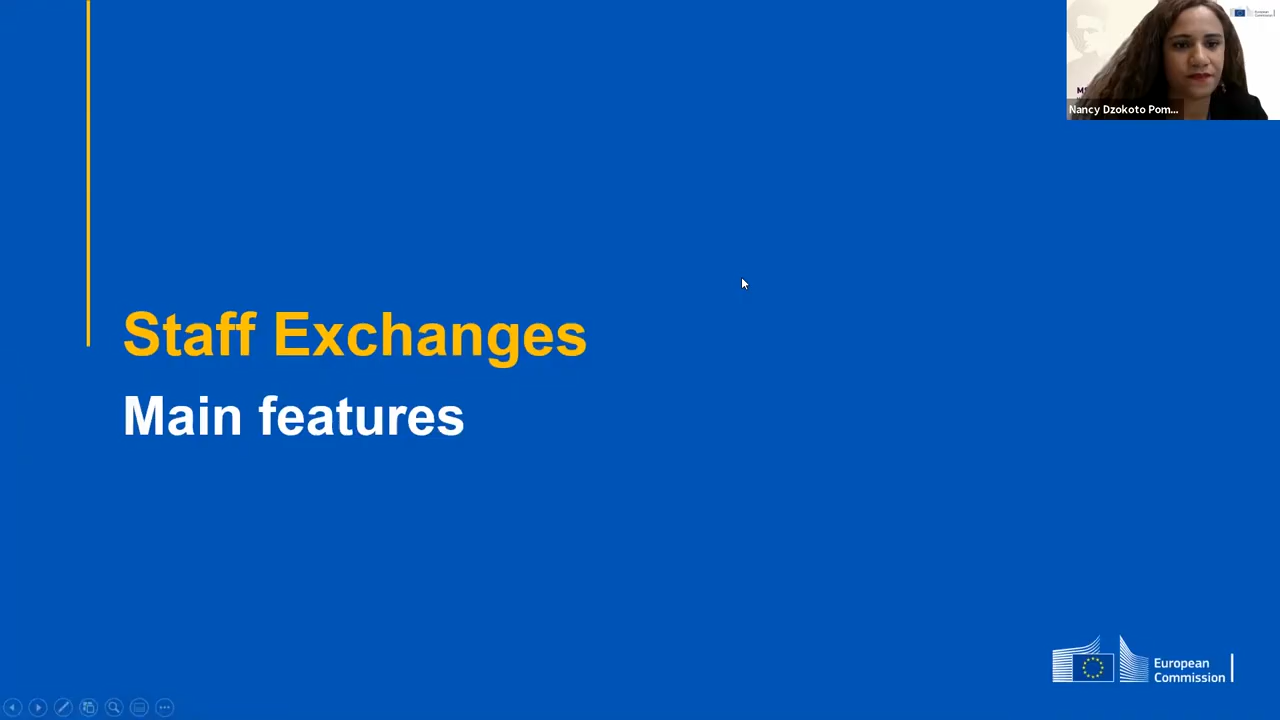 Nancy Dzokoto Pom...
Staff Exchanges
Main features
European
Commission